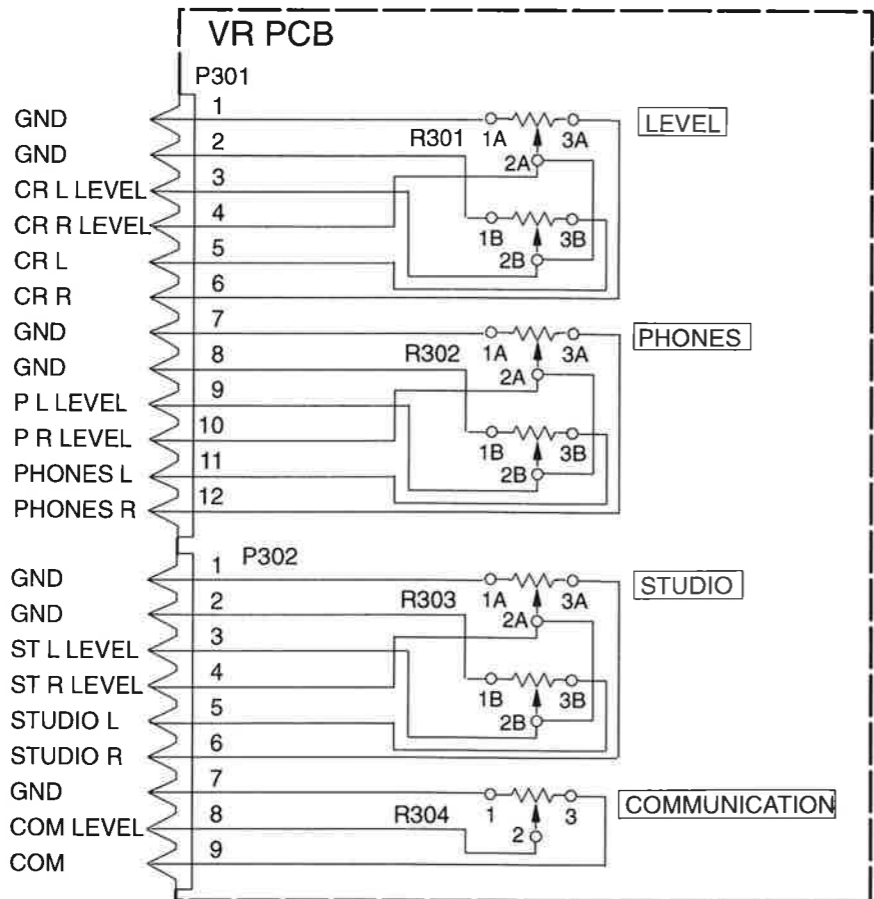 VR PCB
P301
GND 1
GND 2
CR L LEVEL 3
CR R LEVEL 4
CR L 5
CR R 6
R301 1A 3A LEVEL
2A
1B 3B
2B
GND 7
GND 8
P L LEVEL 9
P R LEVEL 10
PHONES L 11
PHONES R 12
R302 1A 3A PHONES
2A
1B 3B
2B
P302
GND 1
GND 2
ST L LEVEL 3
ST R LEVEL 4
STUDIO L 5
STUDIO R 6
R303 1A 3A STUDIO
2A
1B 3B
2B
GND 7
COM LEVEL 8
COM 9
R304 1 3 COMMUNICATION
2